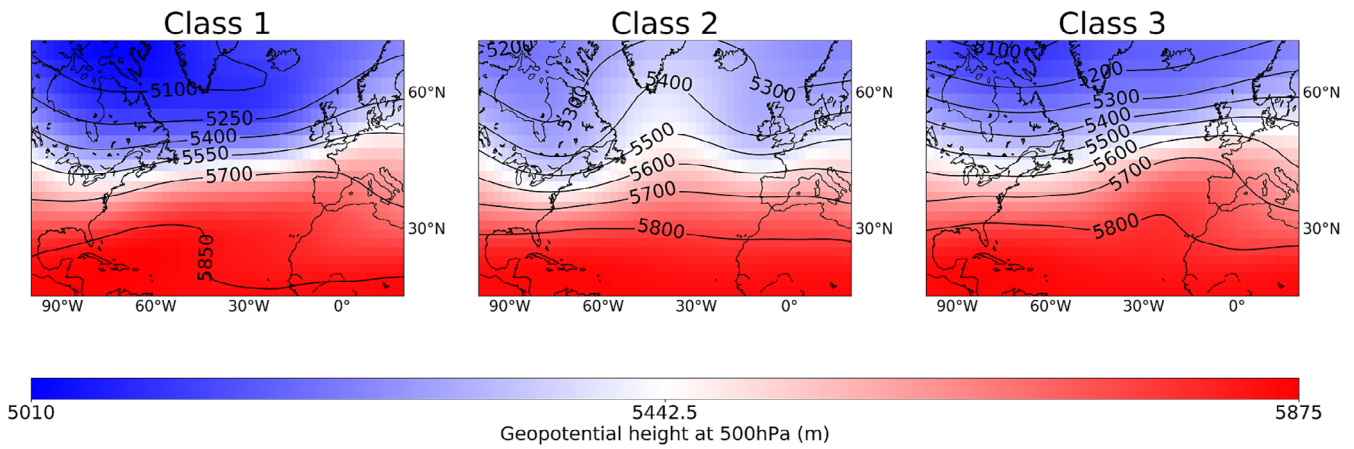 Class 1 Class 2 Class 3
5200 5100
5100 5300 5400 5300 5200 60°N 60°N 60°N
5250 5300
5400 5500 5400
5550 5600 5500
5700 5700 5600
5850 5800 5700
5800
30°N 30°N 30°N
90°W 60°W 30°W 0° 90°W 60°W 30°W 0° 90°W 60°W 30°W 0°
5010 5442.5 5875
Geopotential height at 500hPa (m)